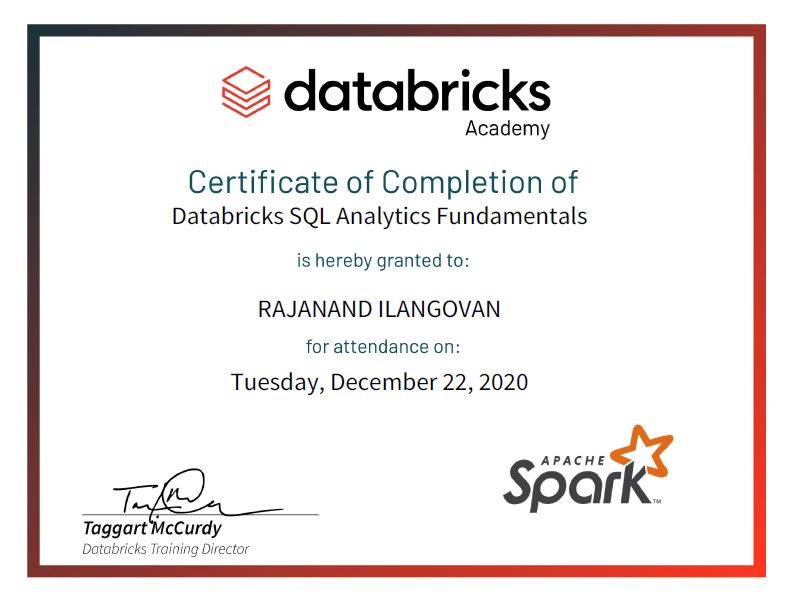 databricks
Academy
Certificate of Completion of
Databricks SQL Analytics Fundamentals
is hereby granted to:
RAJANAND ILANGOVAN
for attendance on:
Tuesday, December 22, 2020
APACHE
Spark™
Taggart McCurdy
Databricks Training Director